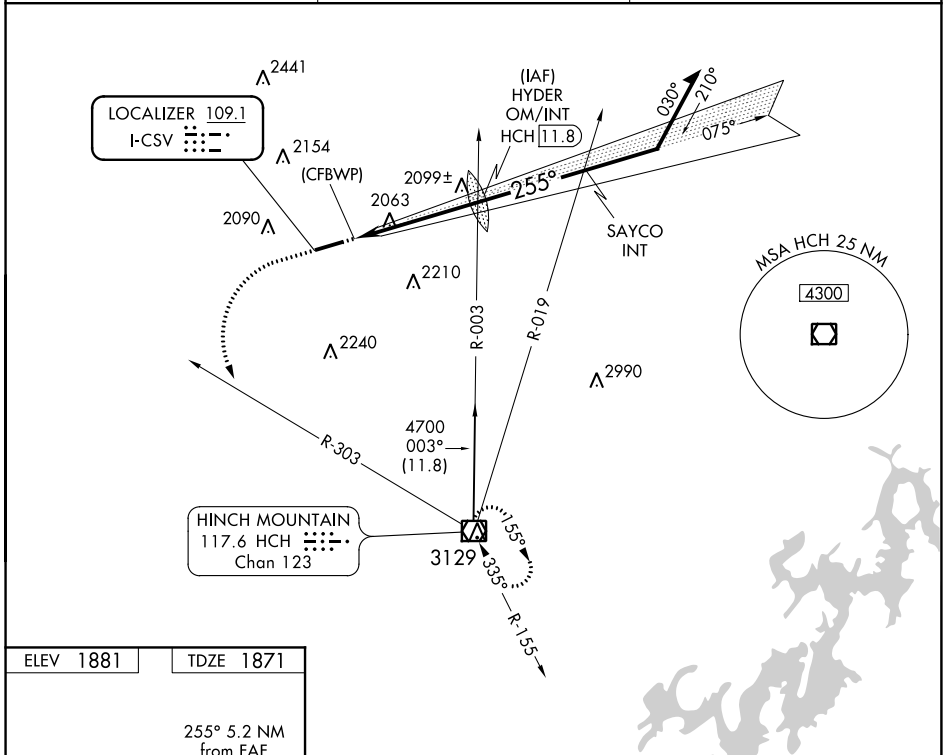 2441
LOCALIZER 109.1
I-CSV
2154
(CFBWP)
2090
2063
2099±
(IAF)
HYDER
OM/INT
HCH 11.8
255°
030°
210°
075°
SAYCO
INT
MSA HCH 25 NM
4300
2210
2240
2990
R-003
R-019
4700
003°
(11.8)
R-303
HINCH MOUNTAIN
117.6 HCH
Chan 123
3129
155°
335°
R-155
ELEV 1881
TDZE 1871
255° 5.2 NM
from FAF